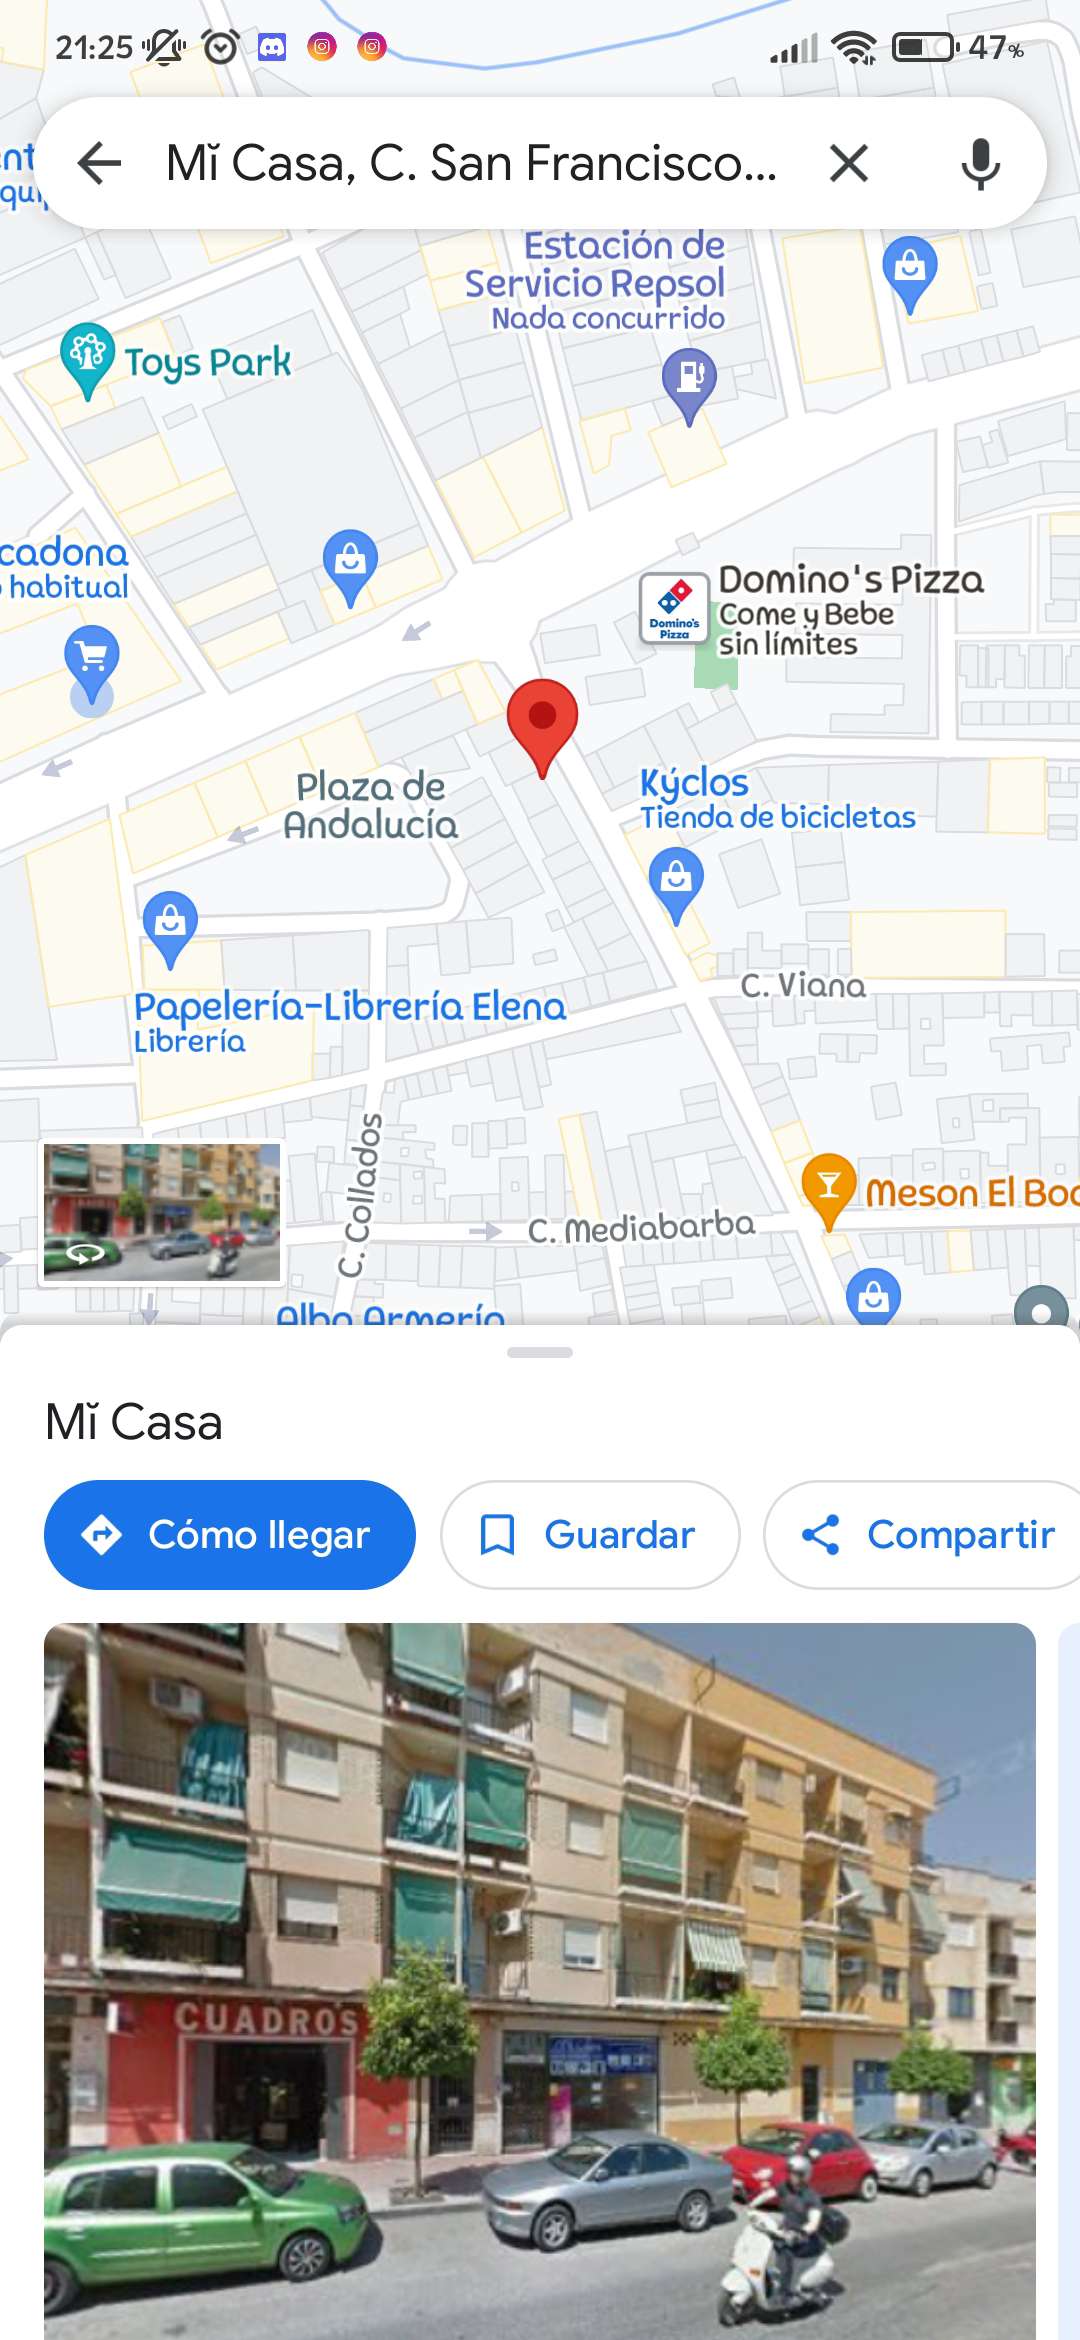 21:25
47%
Mĭ Casa, C. San Francisco...
Estación de
Servicio Repsol
Nada concurrido
Toys Park
cadona
habitual
Domino's Pizza
Come y Bebe
sin límites
Domino's
Pizza
Plaza de
Andalucía
Kýclos
Tienda de bicicletas
C. Viana
Papelería-Librería Elena
Librería
C. Collados
C. Mediabarba
Meson El Boo
Alba Armería
Mĭ Casa
Cómo llegar
Guardar
Compartir
CUADROS